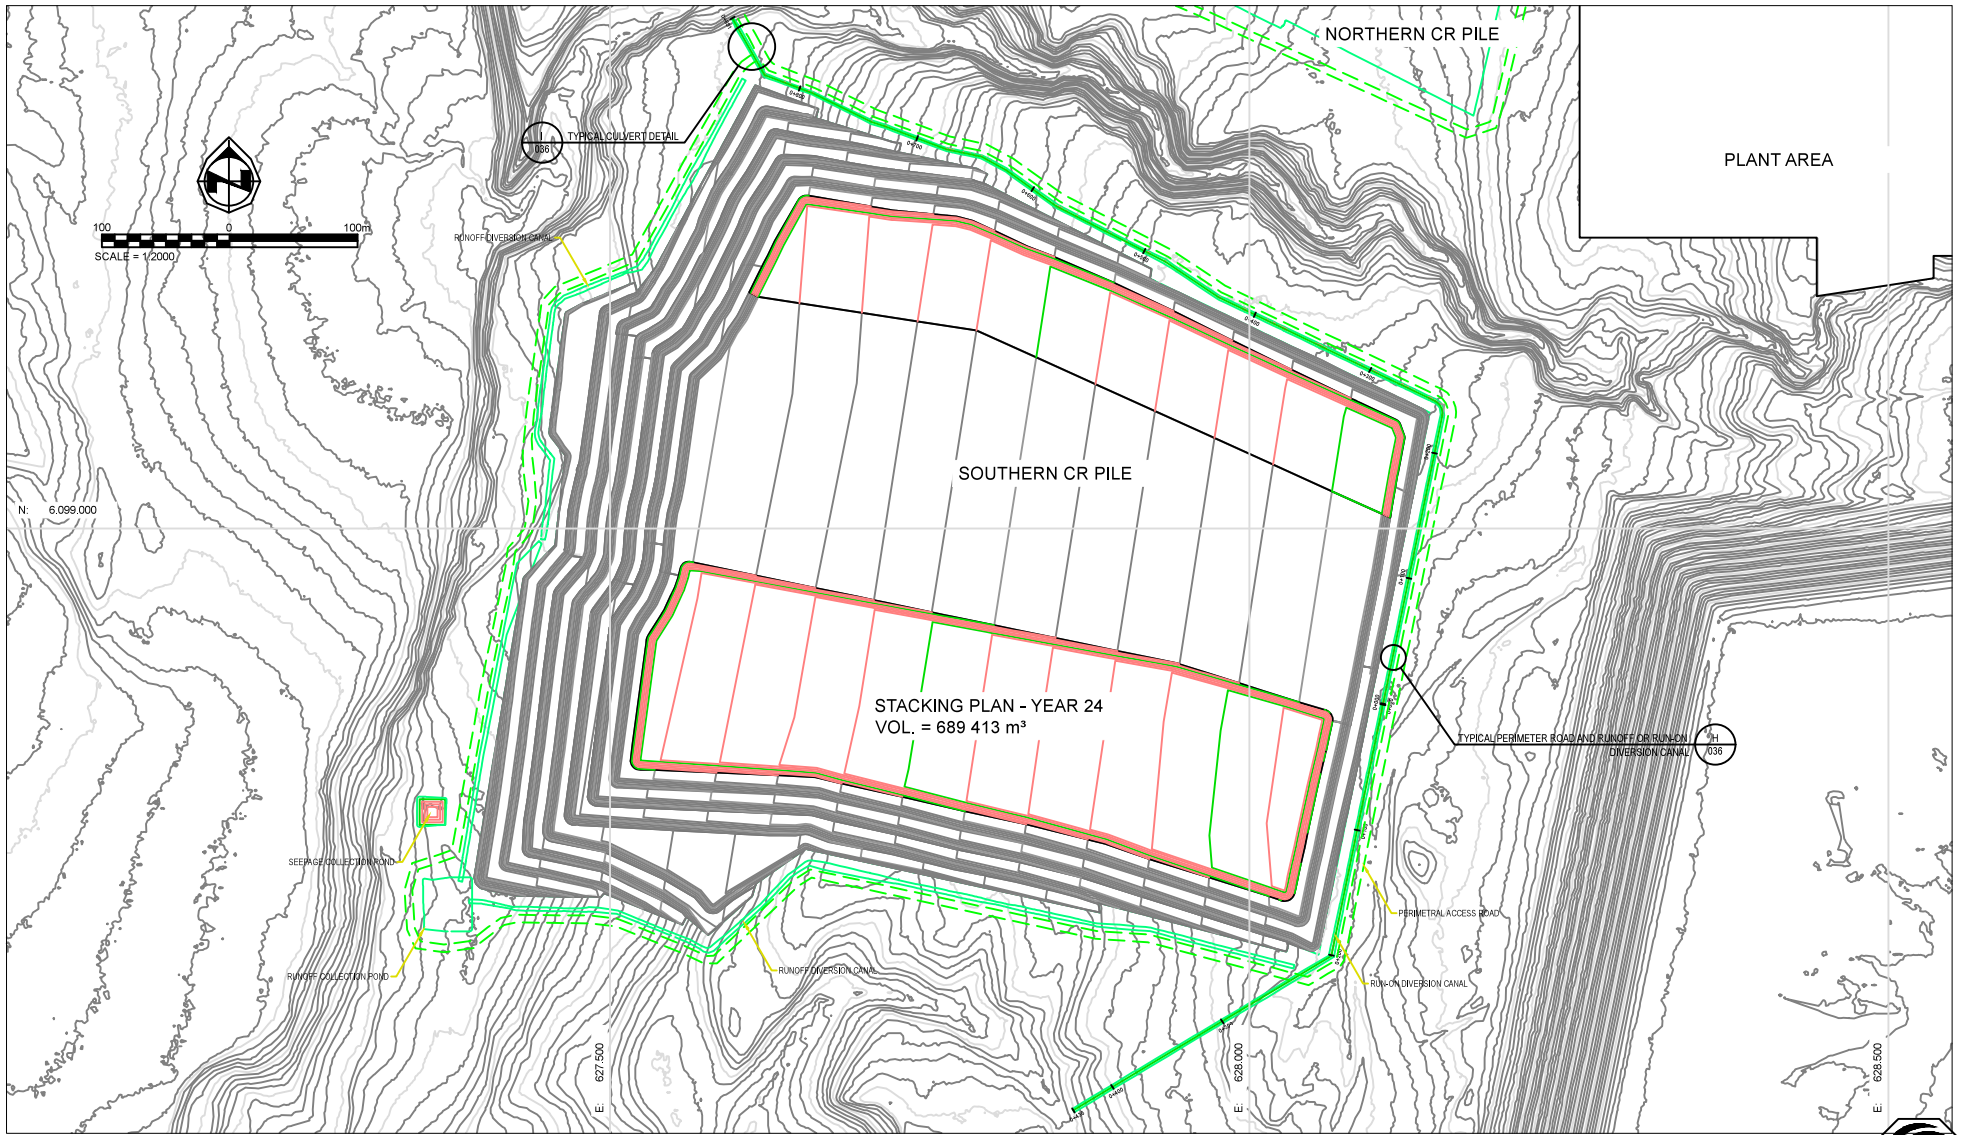 NORTHERN CR PILE
PLANT AREA
I
036
TYPICAL CULVERT DETAIL
100 0 100m
SCALE = 1:2000
RUNOFF DIVERSION CANAL
SOUTHERN CR PILE
N: 6.099.000
STACKING PLAN - YEAR 24
VOL. = 689 413 m³
TYPICAL PERIMETER ROAD AND RUNOFF OR RUN-ON
DIVERSION CANAL
H
036
SEEPAGE COLLECTION POND
PERIMETRAL ACCESS ROAD
RUNOFF COLLECTION POND
RUNOFF DIVERSION CANAL
RUN-ON DIVERSION CANAL
E: 627.500
E: 628.000
E: 628.500